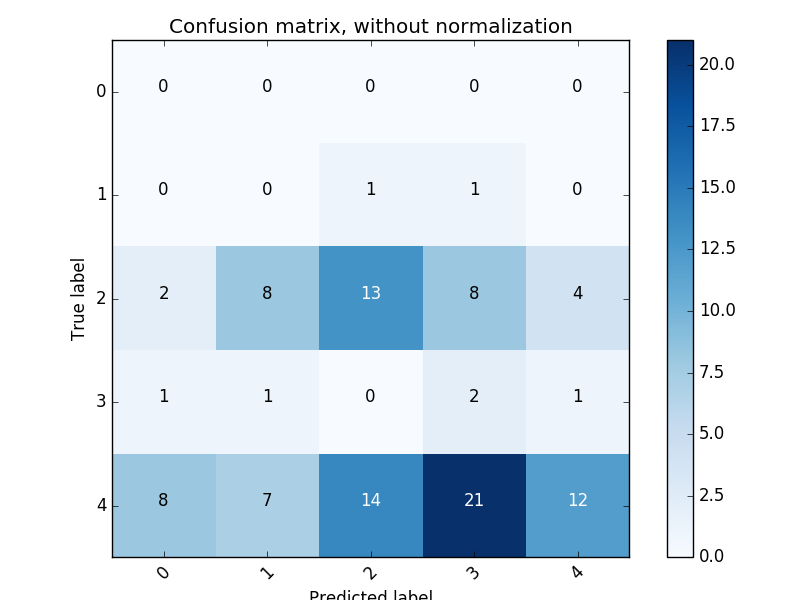 Confusion matrix, without normalization
0 0 0 0 0 0
1 0 0 1 1 0
2 2 8 13 8 4
3 1 1 0 2 1
4 8 7 14 21 12
True label
0 1 2 3 4
Predicted label
20.0
17.5
15.0
12.5
10.0
7.5
5.0
2.5
0.0